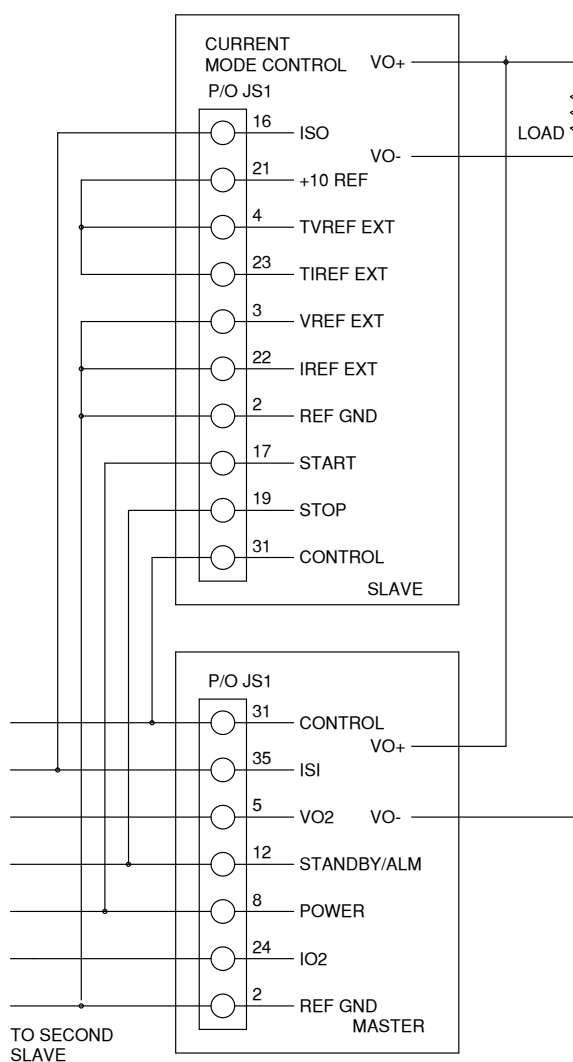 CURRENT
MODE CONTROL
VO+
P/O JS1
16
ISO
LOAD
VO-
21
+10 REF
4
TVREF EXT
23
TIREF EXT
3
VREF EXT
22
IREF EXT
2
REF GND
17
START
19
STOP
31
CONTROL
SLAVE
P/O JS1
31
CONTROL
VO+
35
ISI
5
VO2
VO-
12
STANDBY/ALM
8
POWER
24
IO2
2
REF GND
MASTER
TO SECOND
SLAVE